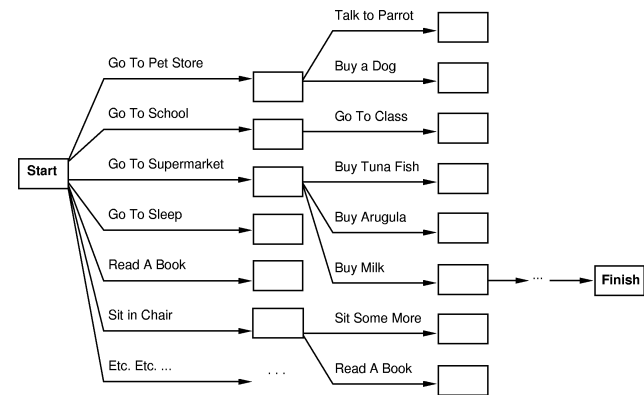 Talk to Parrot
Go To Pet Store
Buy a Dog
Go To School
Go To Class
Start
Go To Supermarket
Buy Tuna Fish
Go To Sleep
Buy Arugula
Read A Book
Buy Milk
...
Finish
Sit in Chair
Sit Some More
Etc. Etc. ...
. . .
Read A Book